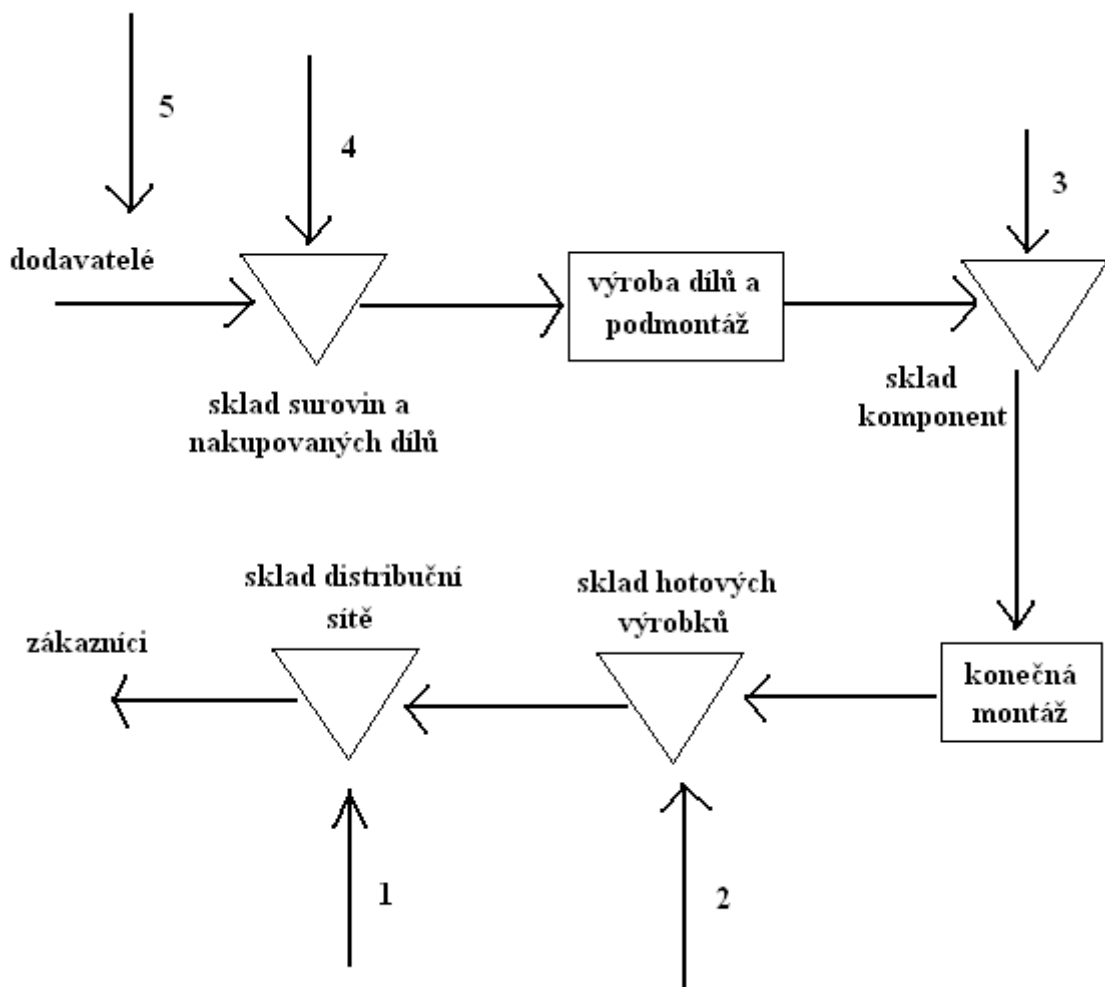 5
4
3
dodavatelé
výroba dílů a
podmontáž
sklad
komponent
sklad surovin a
nakupovaných dílů
sklad distribuční
sítě
sklad hotových
výrobků
zákazníci
konečná
montáž
1
2